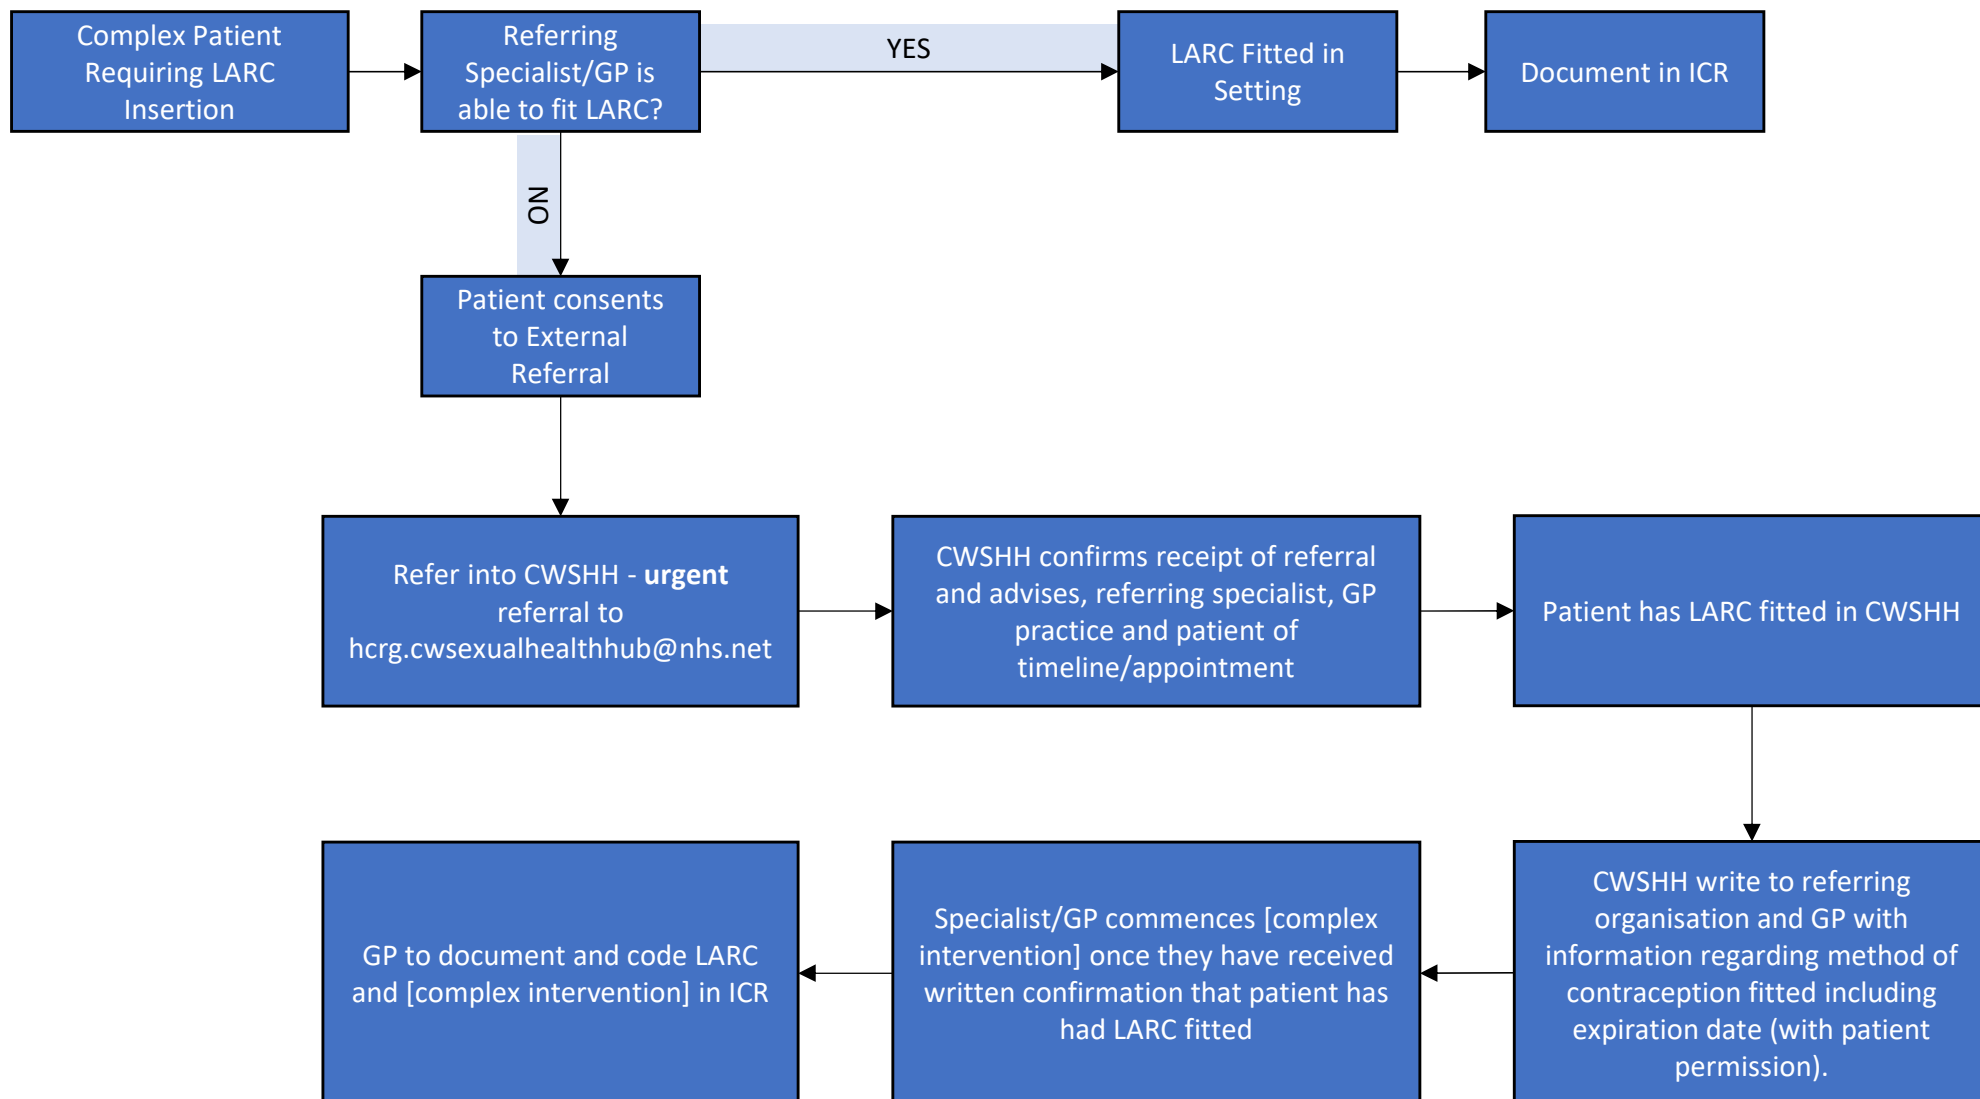 Complex Patient
Requiring LARC
Insertion
Referring
Specialist/GP is
able to fit LARC?
YES
LARC Fitted in
Setting
Document in ICR
NO
Patient consents
to External
Referral
Refer into CWSHH - urgent
referral to
hcrg.cwsexualhealthhub@nhs.net
CWSHH confirms receipt of referral
and advises, referring specialist, GP
practice and patient of
timeline/appointment
Patient has LARC fitted in CWSHH
CWSHH write to referring
organisation and GP with
information regarding method of
contraception fitted including
expiration date (with patient
permission).
Specialist/GP commences [complex
intervention] once they have received
written confirmation that patient has
had LARC fitted
GP to document and code LARC
and [complex intervention] in ICR